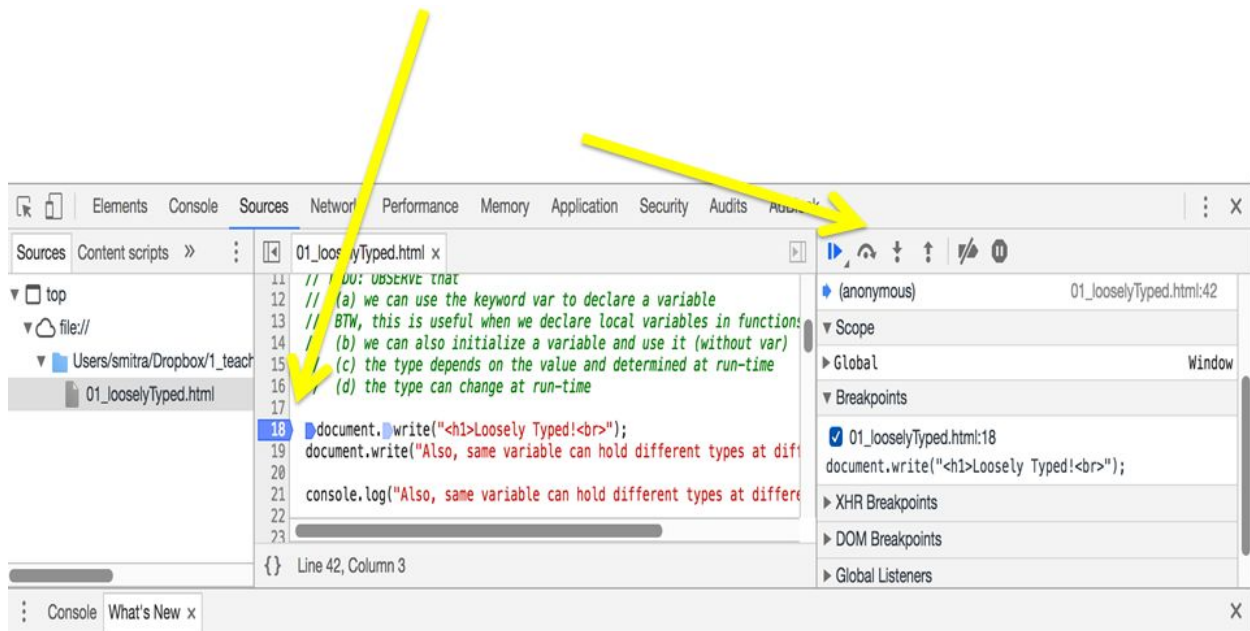 Elements Console Sources Network Performance Memory Application Security Audits
Sources Content scripts »
01_looselyTyped.html x
11 // TODO: OBSERVE that
12 // (a) we can use the keyword var to declare a variable
13 // BTW, this is useful when we declare local variables in functions
14 // (b) we can also initialize a variable and use it (without var)
15 (c) the type depends on the value and determined at run-time
16 (d) the type can change at run-time
17
18 document.write("<h1>Loosely Typed!<br>");
19 document.write("Also, same variable can hold different types at diff
20
21 console.log("Also, same variable can hold different types at differe
22
23
{} Line 42, Column 3
top
file://
Users/smitra/Dropbox/1_teach
01_looselyTyped.html
(anonymous) 01_looselyTyped.html:42
Scope
Global Window
Breakpoints
01_looselyTyped.html:18
document.write("<h1>Loosely Typed!<br>");
XHR Breakpoints
DOM Breakpoints
Global Listeners
Console What's New x